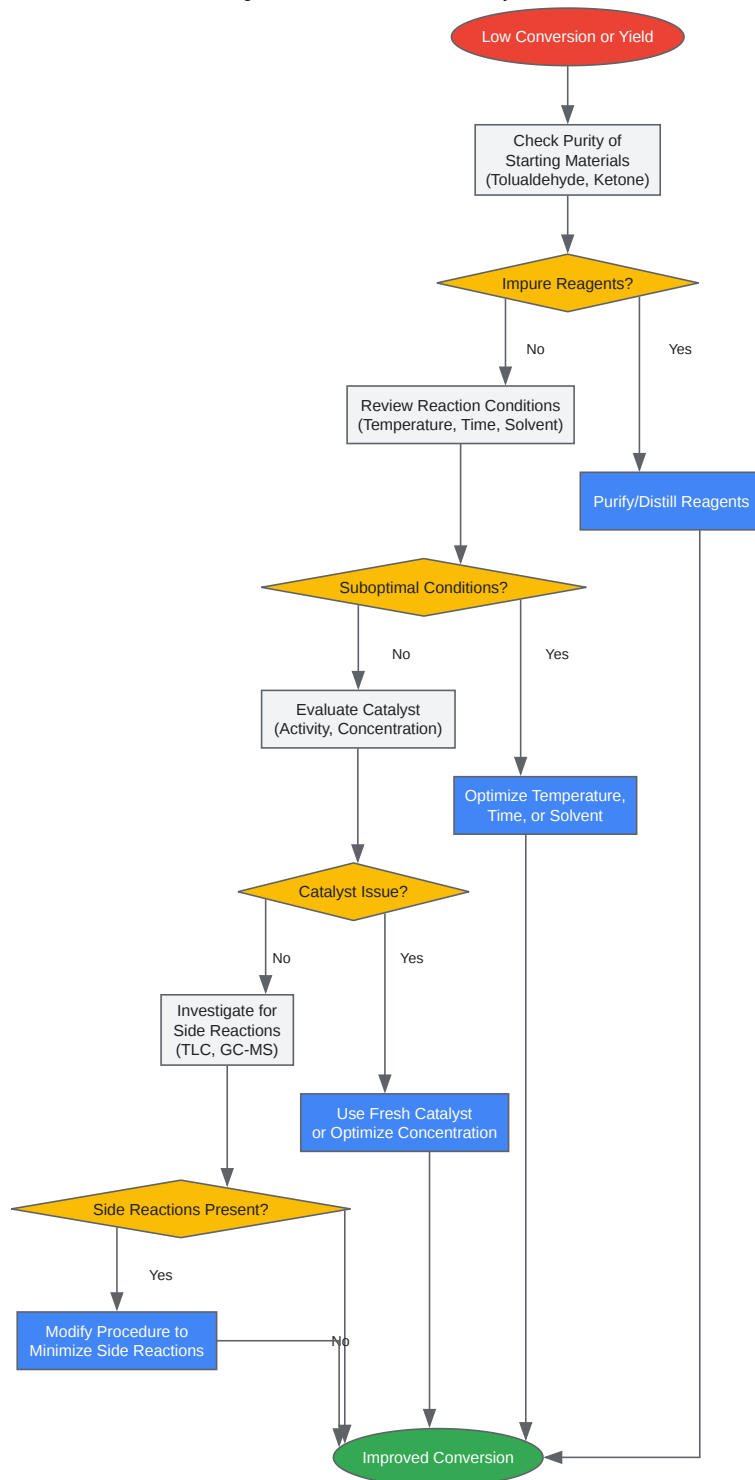 Low Conversion or Yield
Check Purity of
Starting Materials
(Tolualdehyde, Ketone)
Impure Reagents?
No
Yes
Review Reaction Conditions
(Temperature, Time, Solvent)
Purify/Distill Reagents
Suboptimal Conditions?
No
Yes
Evaluate Catalyst
(Activity, Concentration)
Optimize Temperature,
Time, or Solvent
Catalyst Issue?
No
Yes
Investigate for
Side Reactions
(TLC, GC-MS)
Use Fresh Catalyst
or Optimize Concentration
Side Reactions Present?
Yes
Modify Procedure to
Minimize Side Reactions
No
Improved Conversion